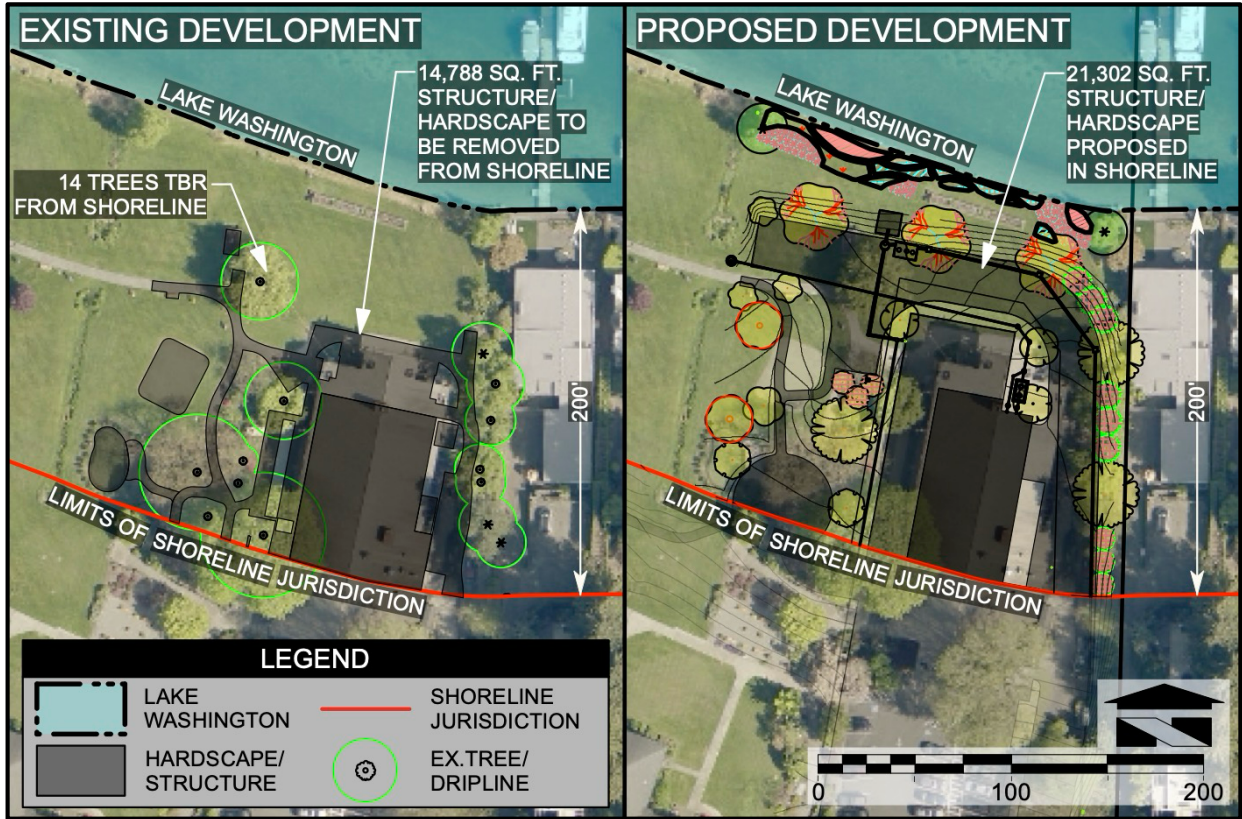 EXISTING DEVELOPMENT
14,788 SQ. FT.
STRUCTURE/
HARDSCAPE TO
BE REMOVED
FROM SHORELINE
LAKE WASHINGTON
14 TREES TBR
FROM SHORELINE
200'
LIMITS OF SHORELINE JURISDICTION
LEGEND
LAKE
WASHINGTON
SHORELINE
JURISDICTION
HARDSCAPE/
STRUCTURE
EX.TREE/
DRIPLINE
PROPOSED DEVELOPMENT
21,302 SQ. FT.
STRUCTURE/
HARDSCAPE
PROPOSED
IN SHORELINE
LAKE WASHINGTON
200'
LIMITS OF SHORELINE JURISDICTION
0
100
200